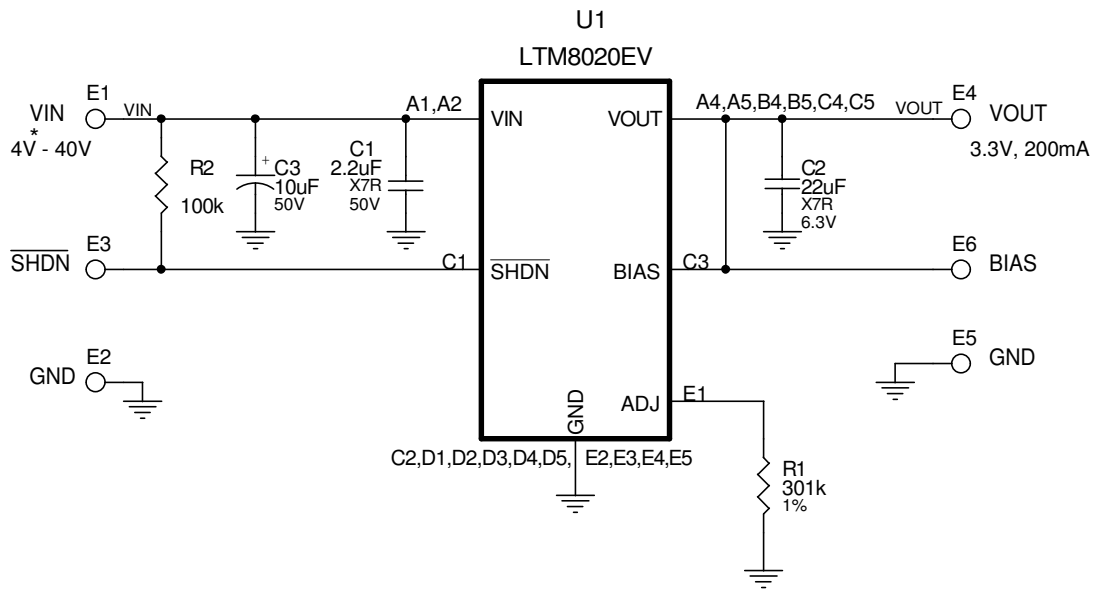 U1
LTM8020EV
E1
VIN
VIN
*
4V - 40V
A1,A2
VIN
VOUT
A4,A5,B4,B5,C4,C5
VOUT
E4
VOUT
3.3V, 200mA
R2
100k
+
C3
10uF
50V
C1
2.2uF
X7R
50V
C2
22uF
X7R
6.3V
E3
SHDN
C1
SHDN
BIAS
C3
E6
BIAS
E2
GND
E5
GND
GND
ADJ
E1
C2,D1,D2,D3,D4,D5,
E2,E3,E4,E5
R1
301k
1%